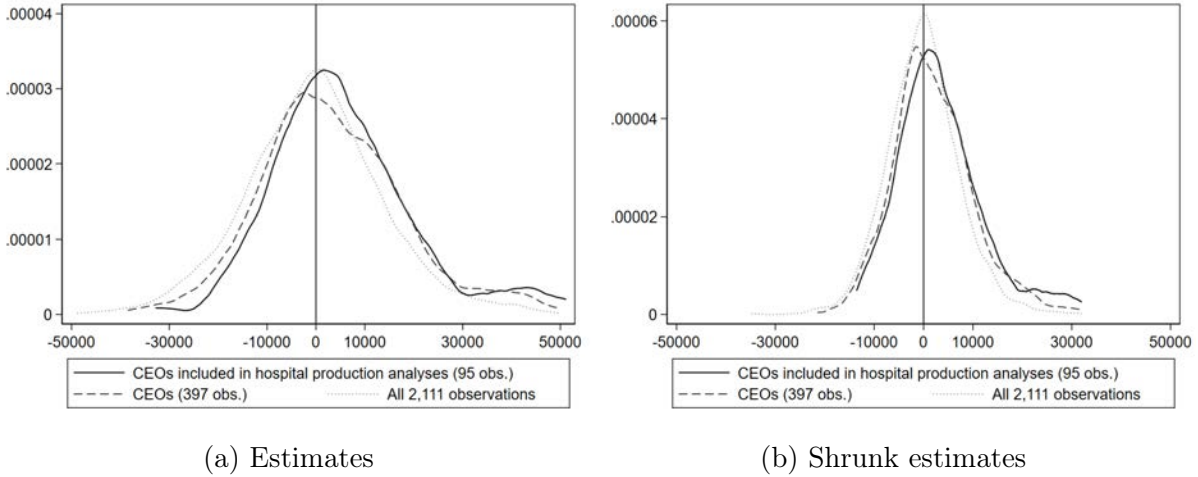 .00004
.00003
.00002
.00001
0
-50000 -30000 -10000 0 10000 30000 50000
CEOs included in hospital production analyses (95 obs.)
CEOs (397 obs.) All 2,111 observations
(a) Estimates
.00006
.00004
.00002
0
-50000 -30000 -10000 0 10000 30000 50000
CEOs included in hospital production analyses (95 obs.)
CEOs (397 obs.) All 2,111 observations
(b) Shrunk estimates